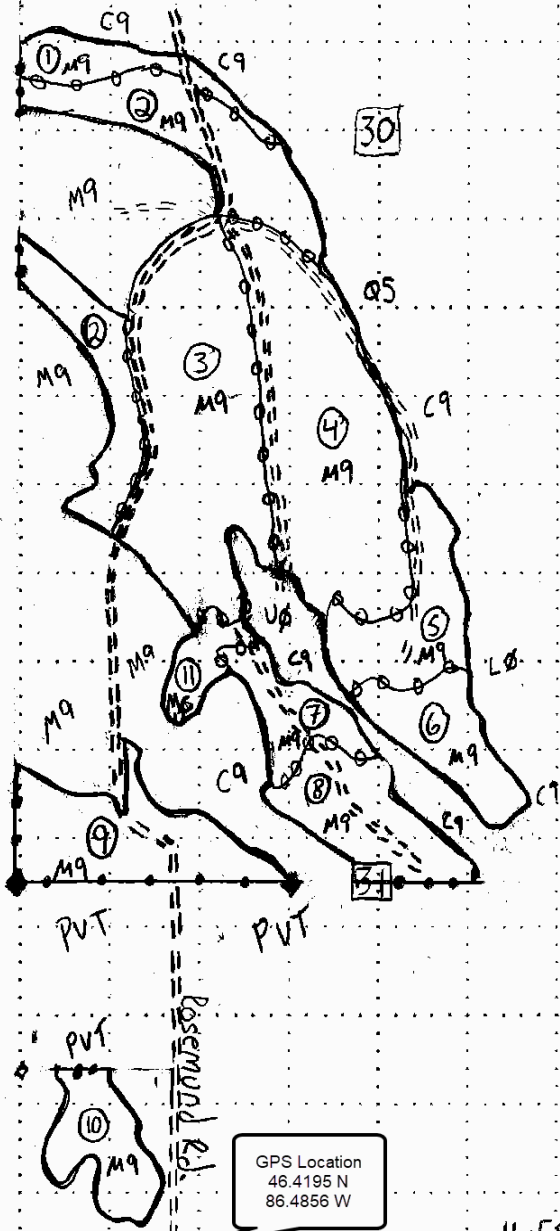 C9
1 M9
C9
2
M9
30
M9
Q5
2
3
M9
M9
C9
4
M9
UØ
5
M9
C9
LØ
M9
11
M6
7
M9
6
M9
M9
C9
8
M9
C9
9
M9
31
PVT
PVT
Rosemund Rd.
PVT
10
M9
GPS Location
46.4195 N
86.4856 W